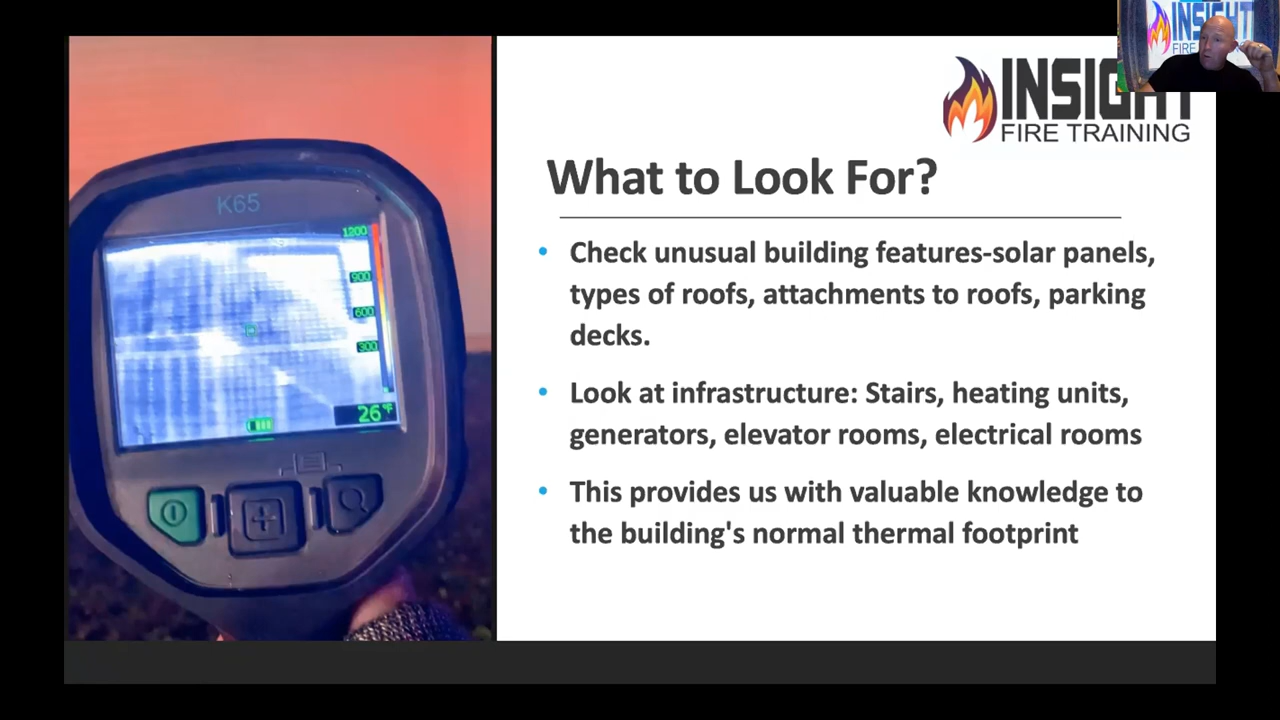 INSIGHT
FIRE TRAINING
What to Look For?
• Check unusual building features-solar panels,
types of roofs, attachments to roofs, parking
decks.
• Look at infrastructure: Stairs, heating units,
generators, elevator rooms, electrical rooms
• This provides us with valuable knowledge to
the building's normal thermal footprint
K65
1200
900
600
300
26°F
INSIGHT
FIRE